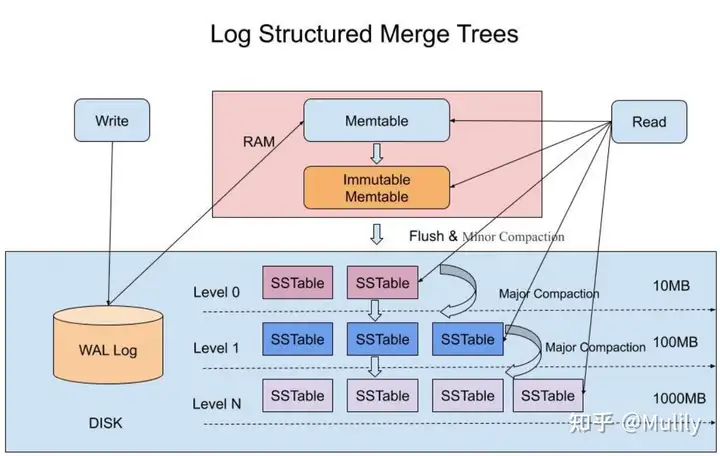 Log Structured Merge Trees
Write
RAM
Memtable
Read
Immutable
Memtable
Flush & Minor Compaction
Level 0
SSTable
SSTable
Major Compaction
10MB
WAL Log
Level 1
SSTable
SSTable
SSTable
Major Compaction
100MB
Level N
SSTable
SSTable
SSTable
SSTable
1000MB
DISK
知乎 @Mulily